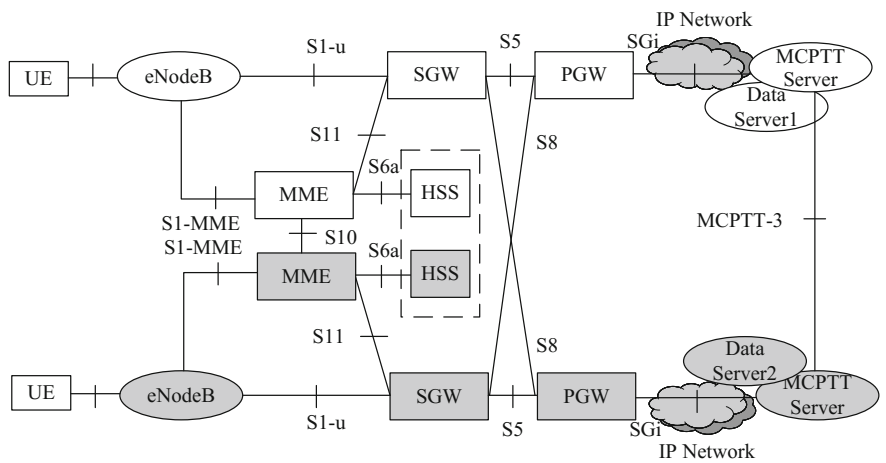 IP Network
S1-u
S5
SGi
MCPTT
Server
UE
eNodeB
SGW
PGW
Data
Server1
S11
S8
S6a
MME
HSS
S1-MME
S1-MME
S10
MCPTT-3
S6a
MME
HSS
S11
S8
Data
Server2
UE
eNodeB
SGW
PGW
MCPTT
Server
S1-u
S5
SGi
IP Network